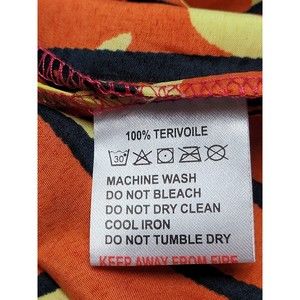 100% TERIVOILE
30
MACHINE WASH
DO NOT BLEACH
DO NOT DRY CLEAN
COOL IRON
DO NOT TUMBLE DRY
KEEP AWAY FROM FIRE